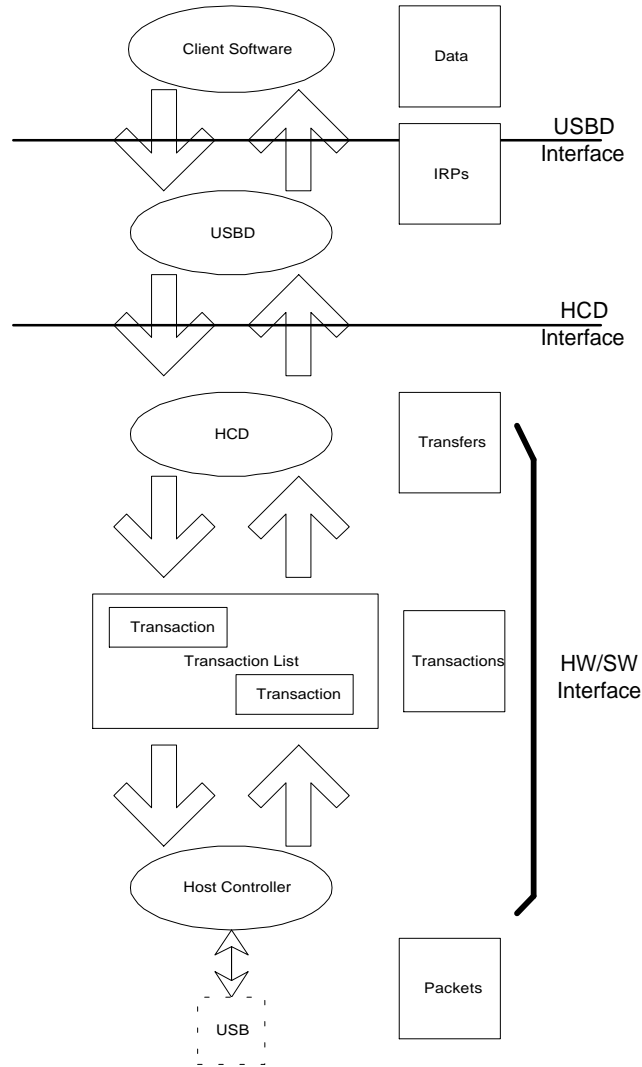 Client Software
Data
USBD
Interface
IRPs
USBD
HCD
Interface
HCD
Transfers
Transaction
Transaction List
Transaction
Transactions
HW/SW
Interface
Host Controller
Packets
USB